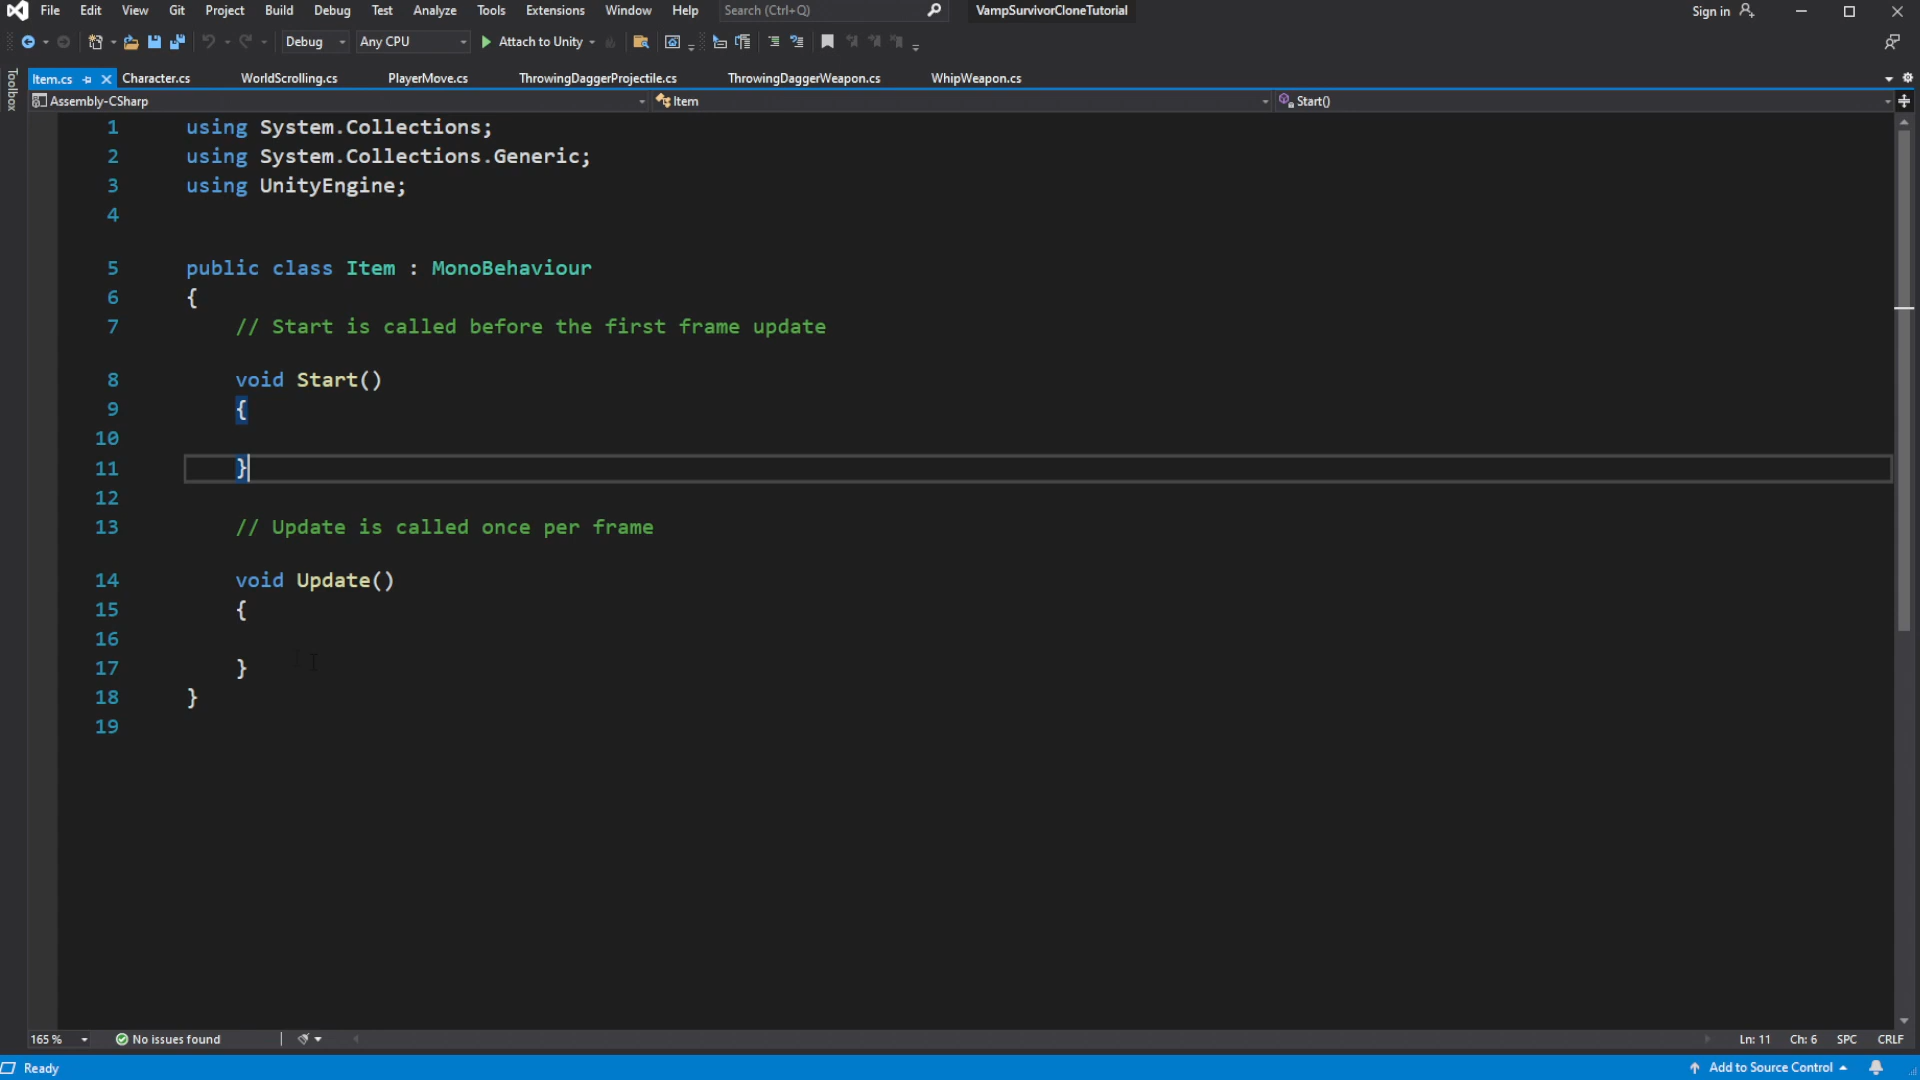 File Edit View Git Project Build Debug Test Analyze Tools Extensions Window Help Search (Ctrl+Q) VampSurvivorCloneTutorial Sign in
Debug Any CPU Attach to Unity
Toolbox
Item.cs Character.cs WorldScrolling.cs PlayerMove.cs ThrowingDaggerProjectile.cs ThrowingDaggerWeapon.cs WhipWeapon.cs
Assembly-CSharp Item Start()
1 using System.Collections;
2 using System.Collections.Generic;
3 using UnityEngine;
4
5 public class Item : MonoBehaviour
6 {
7 // Start is called before the first frame update
8 void Start()
9 {
10
11 }
12
13 // Update is called once per frame
14 void Update()
15 {
16
17 }
18 }
19
165 % No issues found Ln: 11 Ch: 6 SPC CRLF
Ready Add to Source Control